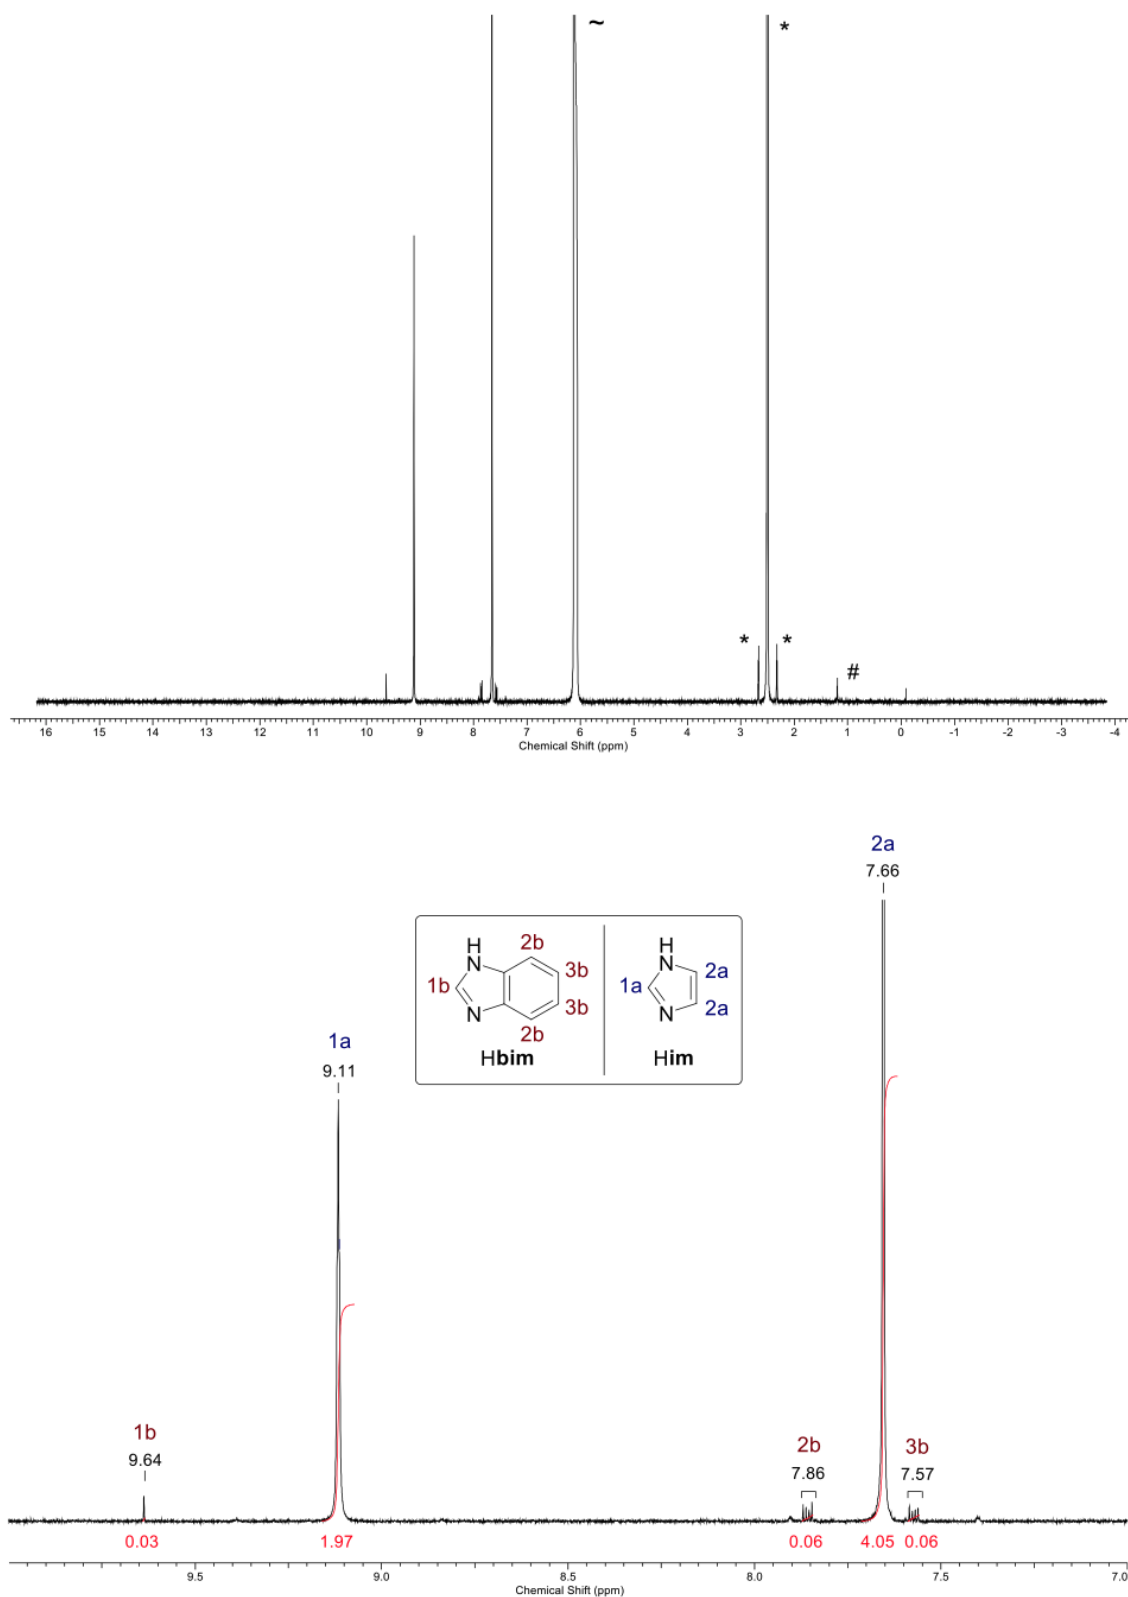 ~
*
*
*
#
16 15 14 13 12 11 10 9 8 7 6 5 4 3 2 1 0 -1 -2 -3 -4
Chemical Shift (ppm)
2a
7.66
H
N
2b
3b
1b
3b
N
2b
Hbim
H
N
2a
1a
2a
N
Him
1a
9.11
1b
9.64
2b
7.86
3b
7.57
0.03 1.97 0.06 4.05 0.06
9.5 9.0 8.5 8.0 7.5 7.0
Chemical Shift (ppm)